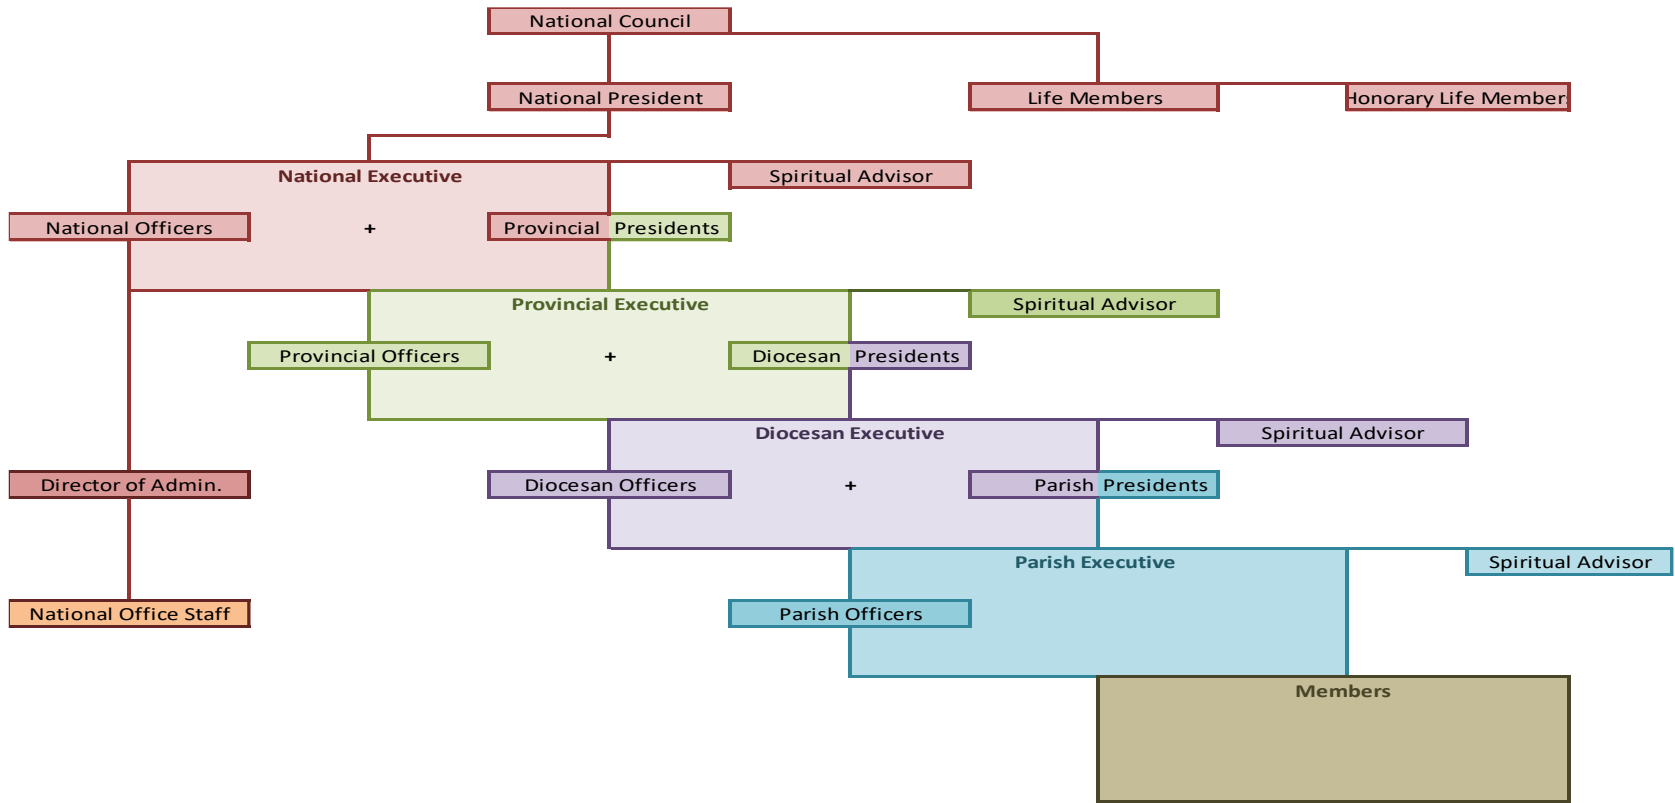 National Council
National President
Life Members
Honorary Life Member
National Executive
Spiritual Advisor
National Officers
+
Provincial Presidents
Provincial Executive
Spiritual Advisor
Provincial Officers
+
Diocesan Presidents
Diocesan Executive
Spiritual Advisor
Director of Admin.
Diocesan Officers
+
Parish Presidents
Parish Executive
Spiritual Advisor
National Office Staff
Parish Officers
Members